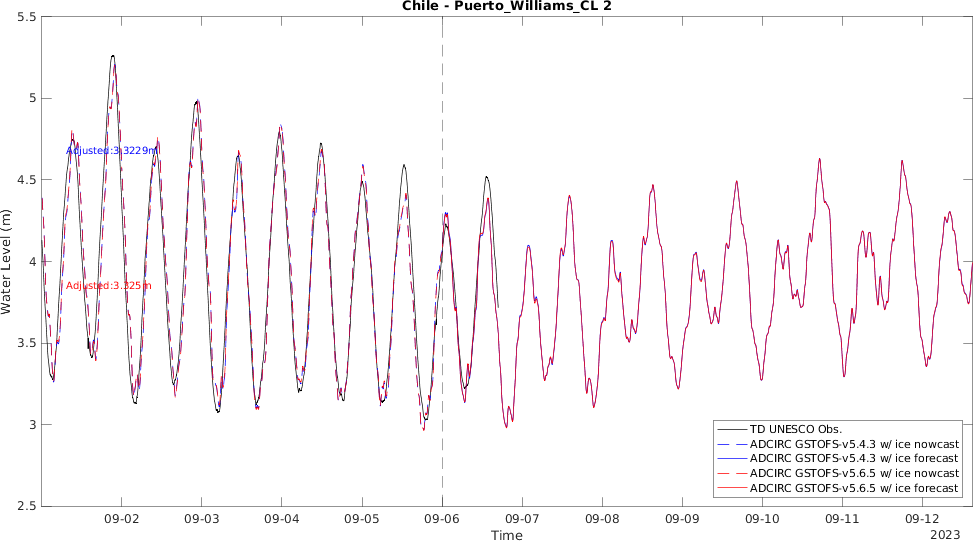 Chile - Puerto_Williams_CL 2
5.5
5
4.5
4
3.5
3
2.5
Water Level (m)
Adjusted:3.3229m
Adjusted:3.325m
TD UNESCO Obs.
ADCIRC GSTOFS-v5.4.3 w/ ice nowcast
ADCIRC GSTOFS-v5.4.3 w/ ice forecast
ADCIRC GSTOFS-v5.6.5 w/ ice nowcast
ADCIRC GSTOFS-v5.6.5 w/ ice forecast
09-02 09-03 09-04 09-05 09-06 09-07 09-08 09-09 09-10 09-11 09-12
Time
2023